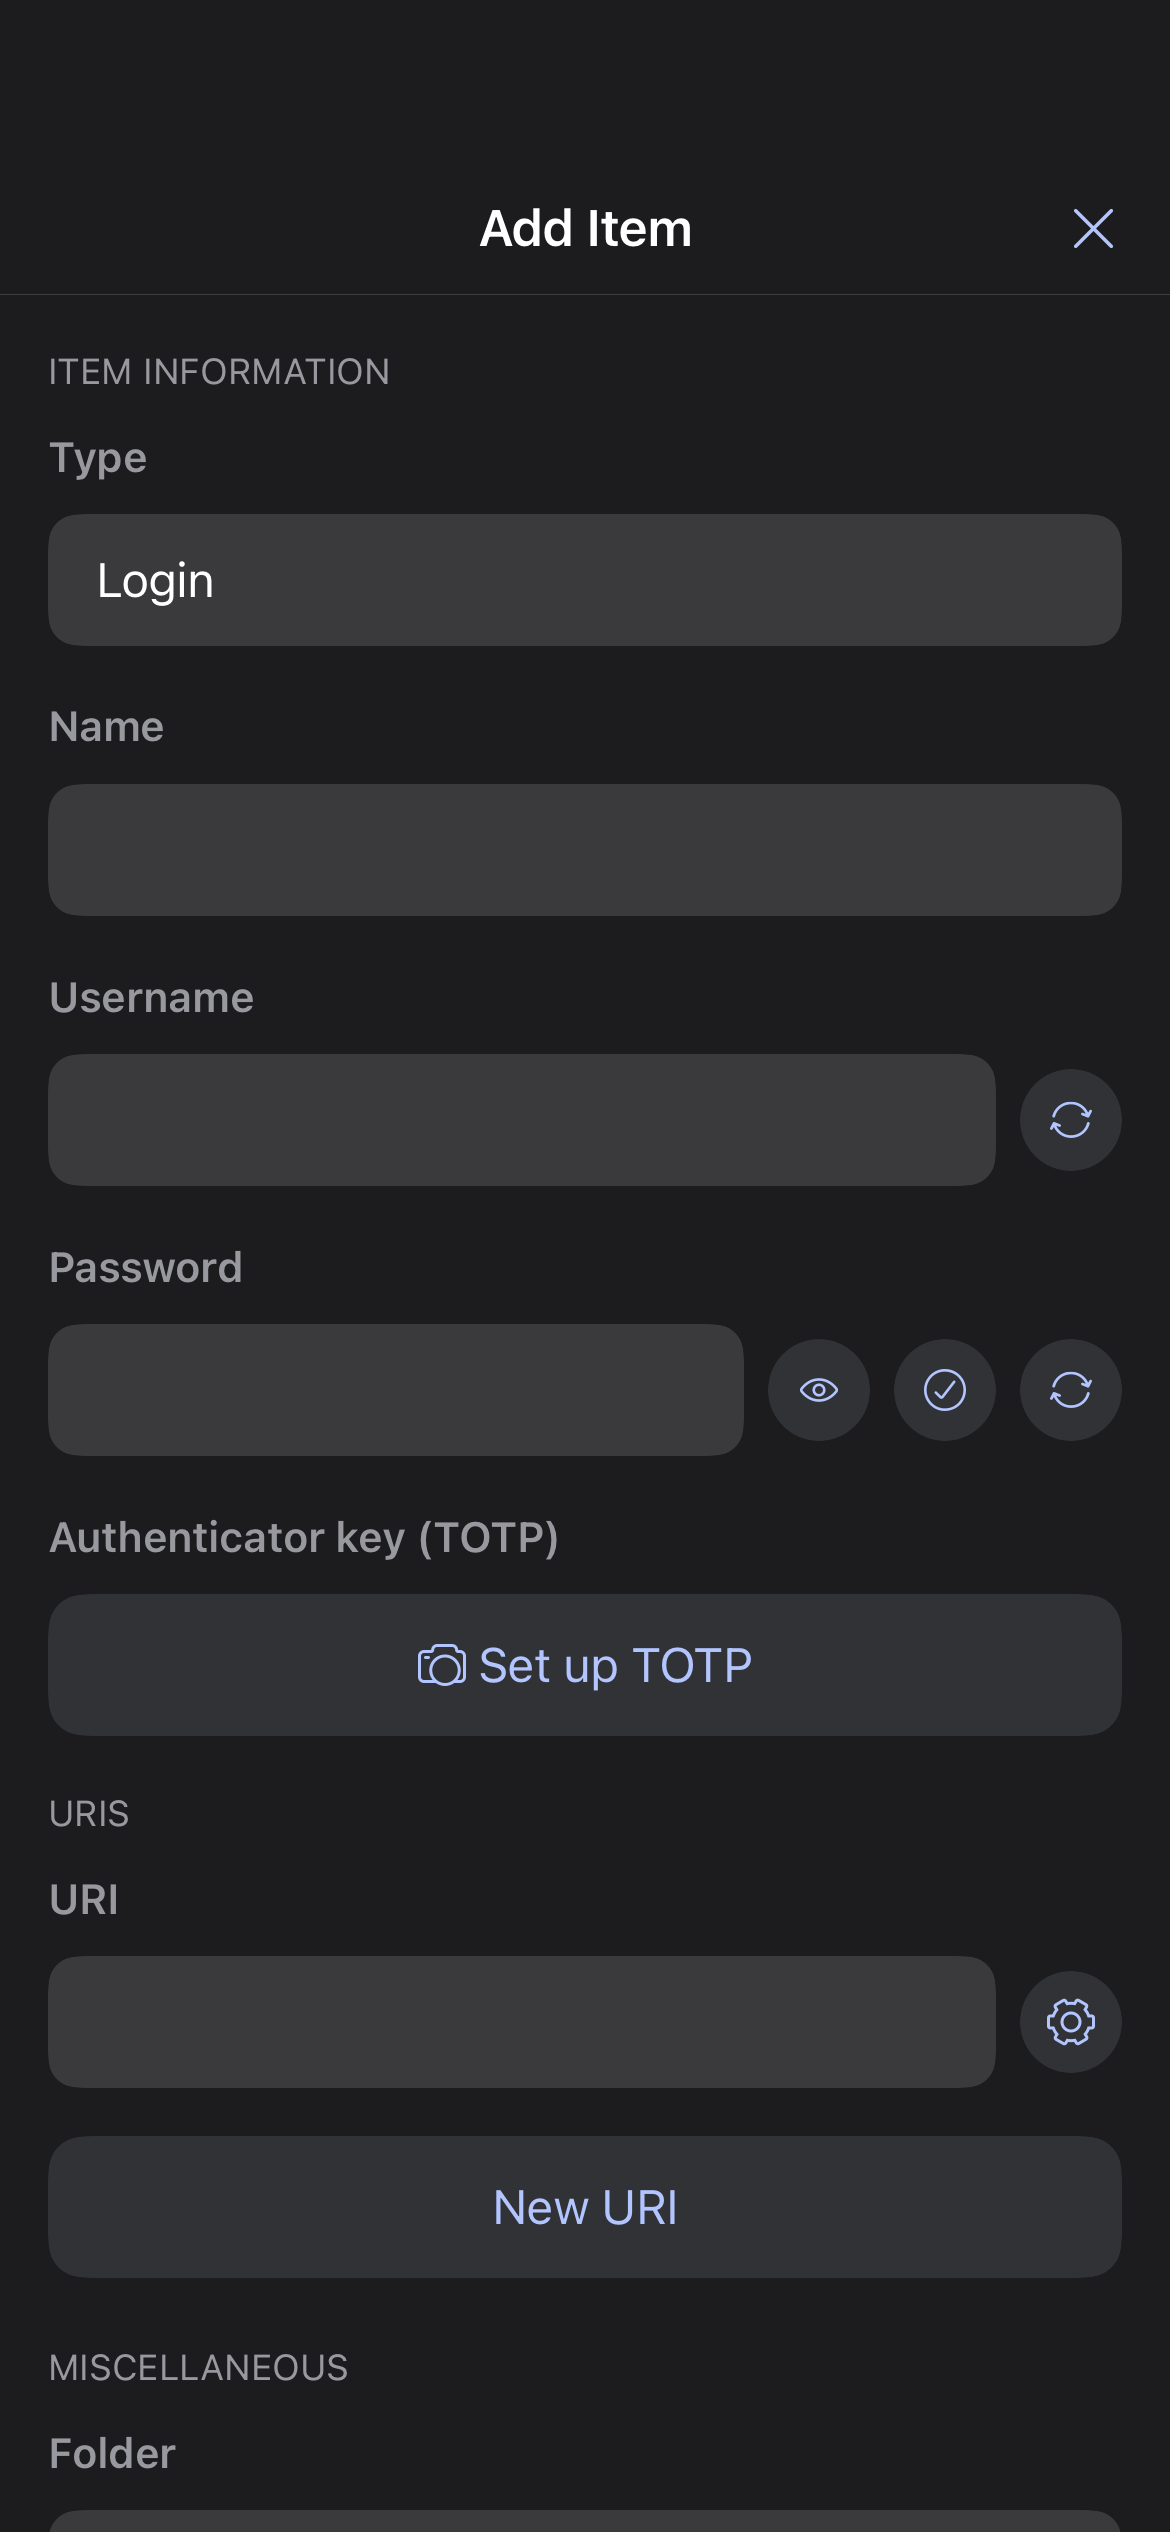 Add Item
ITEM INFORMATION
Type
Login
Name
Username
Password
Authenticator key (TOTP)
Set up TOTP
URIS
URI
New URI
MISCELLANEOUS
Folder